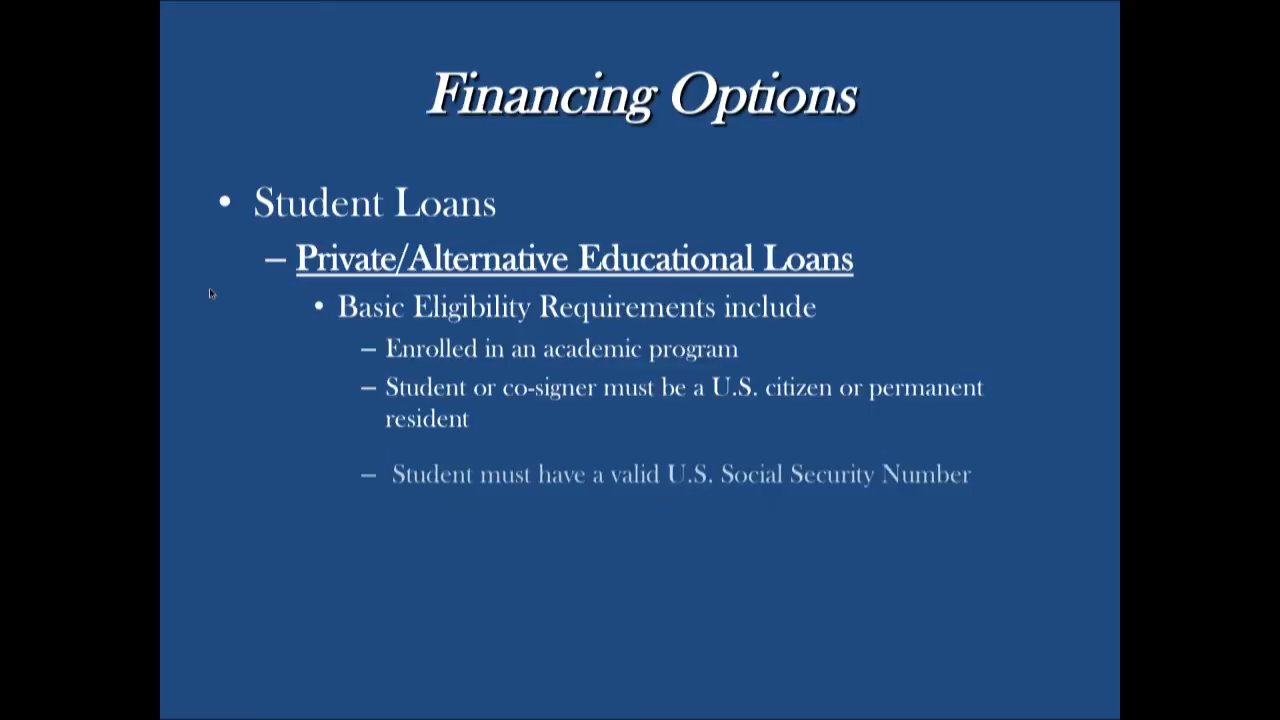 Financing Options
• Student Loans
– Private/Alternative Educational Loans
• Basic Eligibility Requirements include
– Enrolled in an academic program
– Student or co-signer must be a U.S. citizen or permanent
resident
– Student must have a valid U.S. Social Security Number